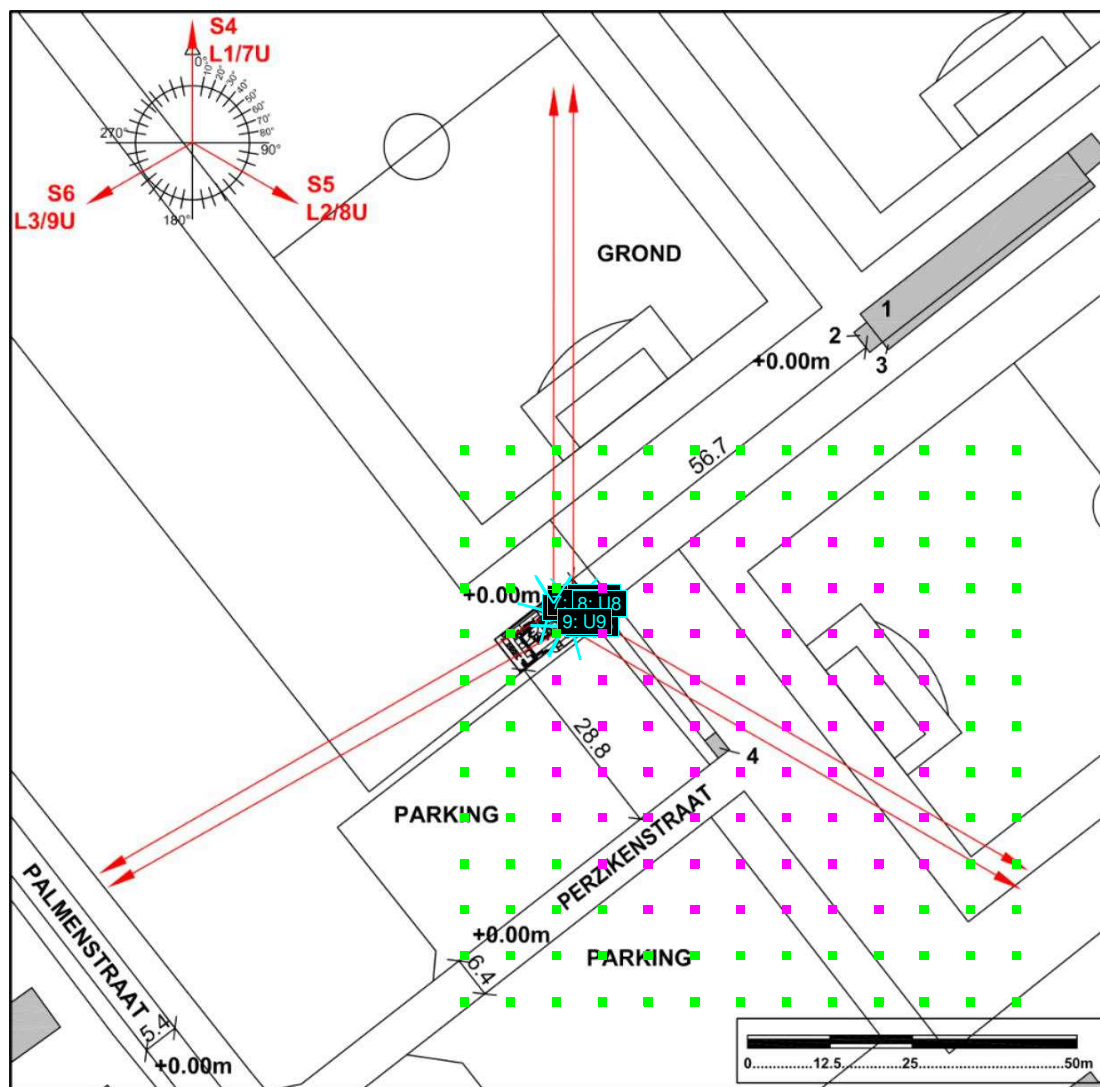 S4
L1/7U
0°
10°
20°
30°
40°
50°
60°
70°
80°
90°
270°
180°
S6
L3/9U
S5
L2/8U
GROND
1
2
3
+0.00m
56.7
+0.00m
8: U8
9: U9
28.8
4
PARKING
PERZIKENSTRAAT
PALMENSTRAAT
+0.00m
6.4
PARKING
5.4
+0.00m
0..............12.5..............25..............................50m